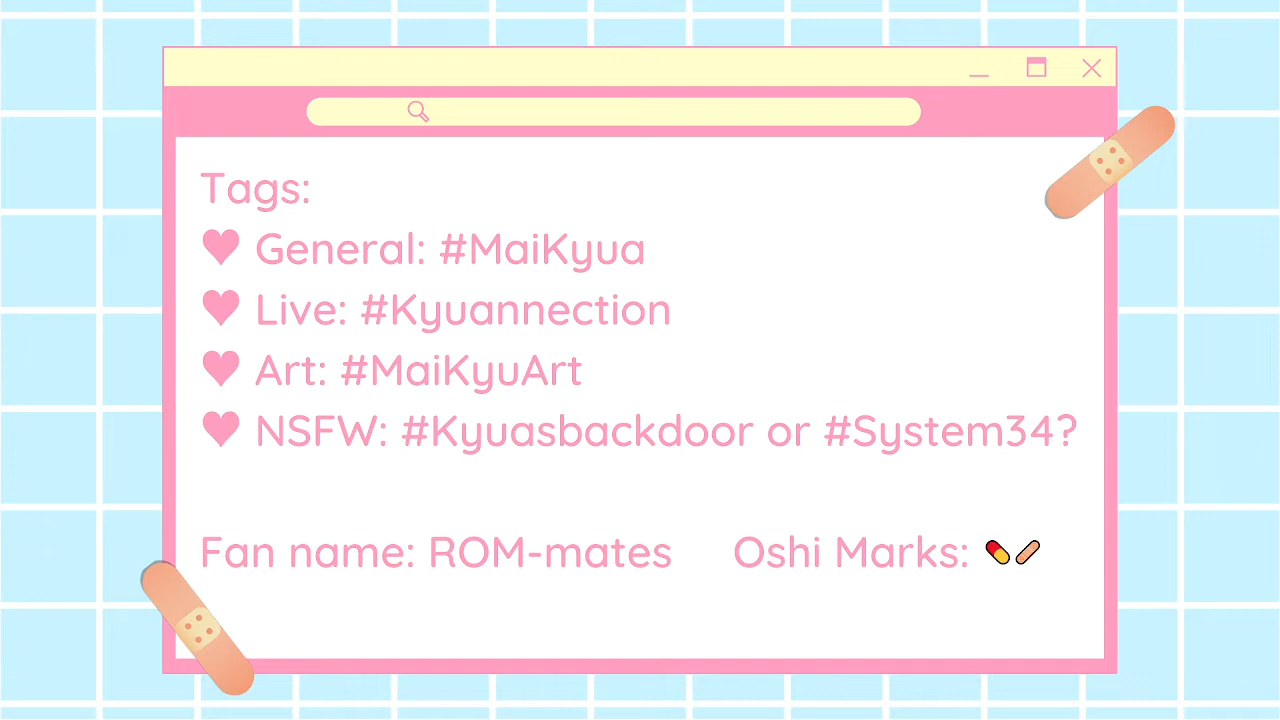 Tags:
♥ General: #MaiKyua
♥ Live: #Kyuannection
♥ Art: #MaiKyuArt
♥ NSFW: #Kyuasbackdoor or #System34?
Fan name: ROM-mates Oshi Marks: 💊🩹